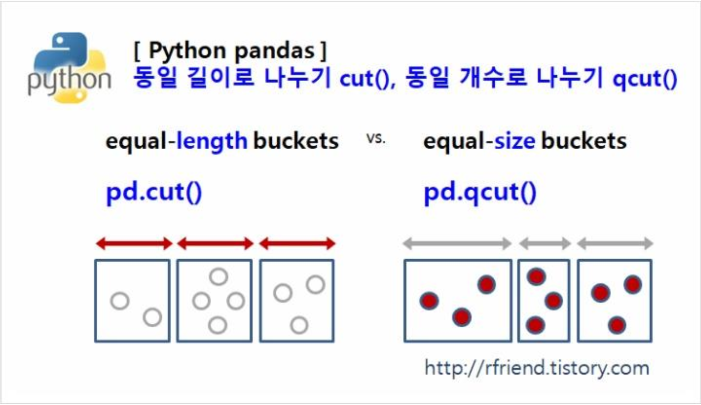 [ Python pandas ]
python
동일 길이로 나누기 cut(), 동일 개수로 나누기 qcut()
equal-length buckets vs. equal-size buckets
pd.cut() pd.qcut()
http://rfriend.tistory.com